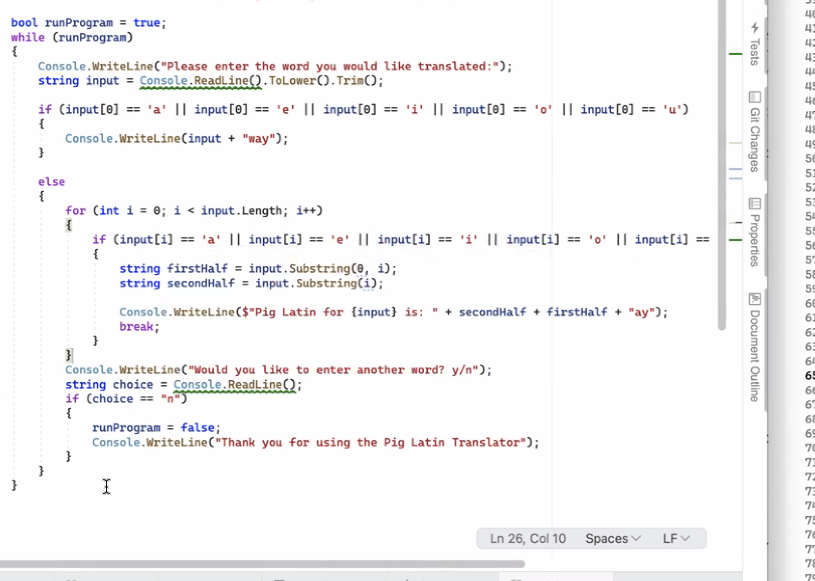 bool runProgram = true;
while (runProgram)
{
Console.WriteLine("Please enter the word you would like translated:");
string input = Console.ReadLine().ToLower().Trim();
if (input[0] == 'a' || input[0] == 'e' || input[0] == 'i' || input[0] == 'o' || input[0] == 'u')
{
Console.WriteLine(input + "way");
}
else
{
for (int i = 0; i < input.Length; i++)
{
if (input[i] == 'a' || input[i] == 'e' || input[i] == 'i' || input[i] == 'o' || input[i] ==
{
string firstHalf = input.Substring(0, i);
string secondHalf = input.Substring(i);
Console.WriteLine($"Pig Latin for {input} is: " + secondHalf + firstHalf + "ay");
break;
}
}
Console.WriteLine("Would you like to enter another word? y/n");
string choice = Console.ReadLine();
if (choice == "n")
{
runProgram = false;
Console.WriteLine("Thank you for using the Pig Latin Translator");
}
}
}
Ln 26, Col 10 Spaces LF
Tests
Git Changes
Properties
Document Outline